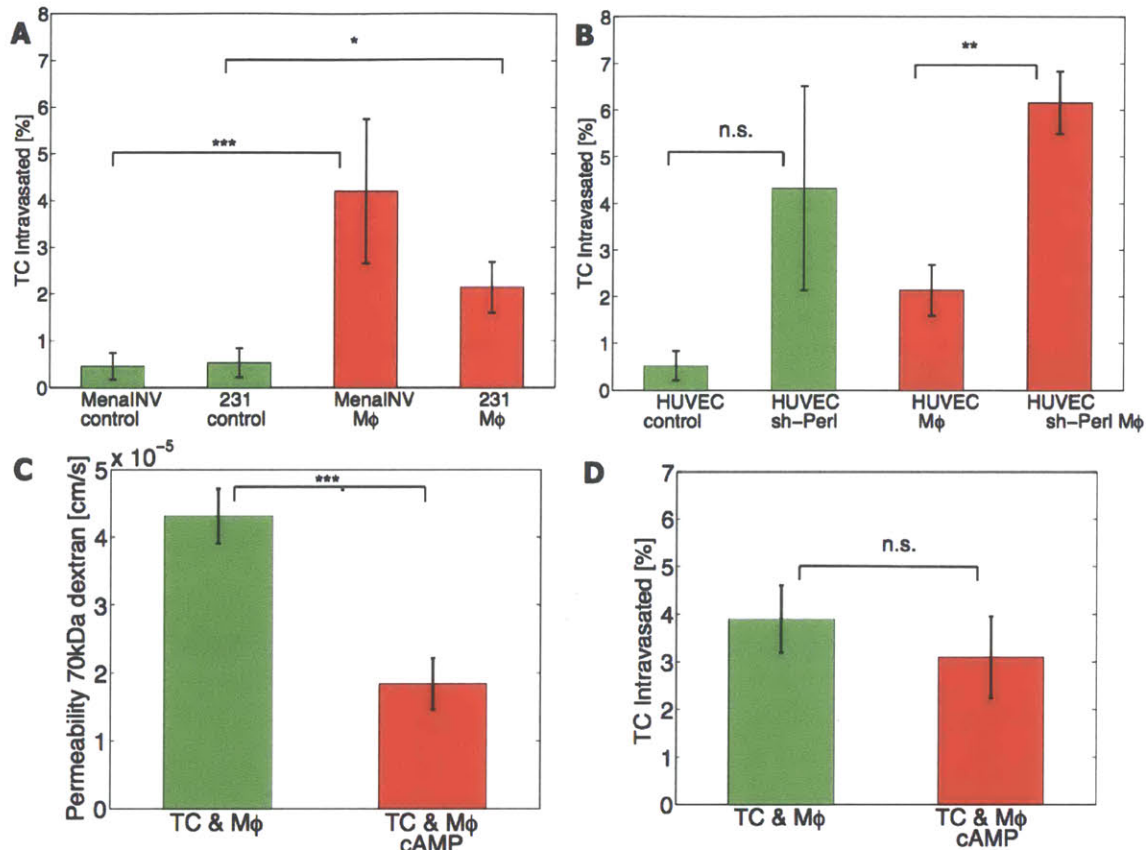 A
TC Intravasated [%]
8
7
6
5
4
3
2
1
0
*
***
MenaINV
control
231
control
MenaINV
Mϕ
231
Mϕ
B
TC Intravasated [%]
8
7
6
5
4
3
2
1
0
n.s.
**
HUVEC
control
HUVEC
sh-Perl
HUVEC
Mϕ
HUVEC
sh-Perl Mϕ
C
Permeability 70kDa dextran [cm/s]
x 10⁻⁵
5
4
3
2
1
0
***
TC & Mϕ
TC & Mϕ
cAMP
D
TC Intravasated [%]
7
6
5
4
3
2
1
0
n.s.
TC & Mϕ
TC & Mϕ
cAMP